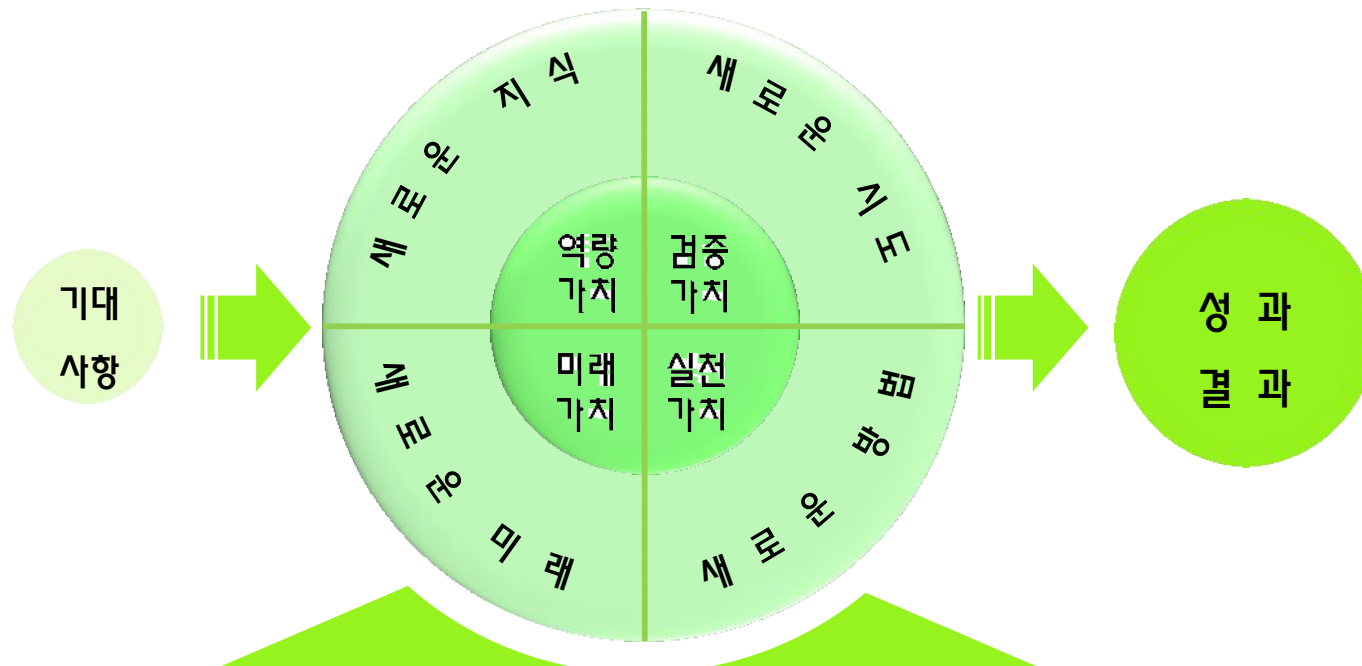 기대
사항
새로운 지식
새로운 시도
역량
가치
검증
가치
미래
가치
실천
가치
새로운 미래
새로운 방법
성 과
결 과